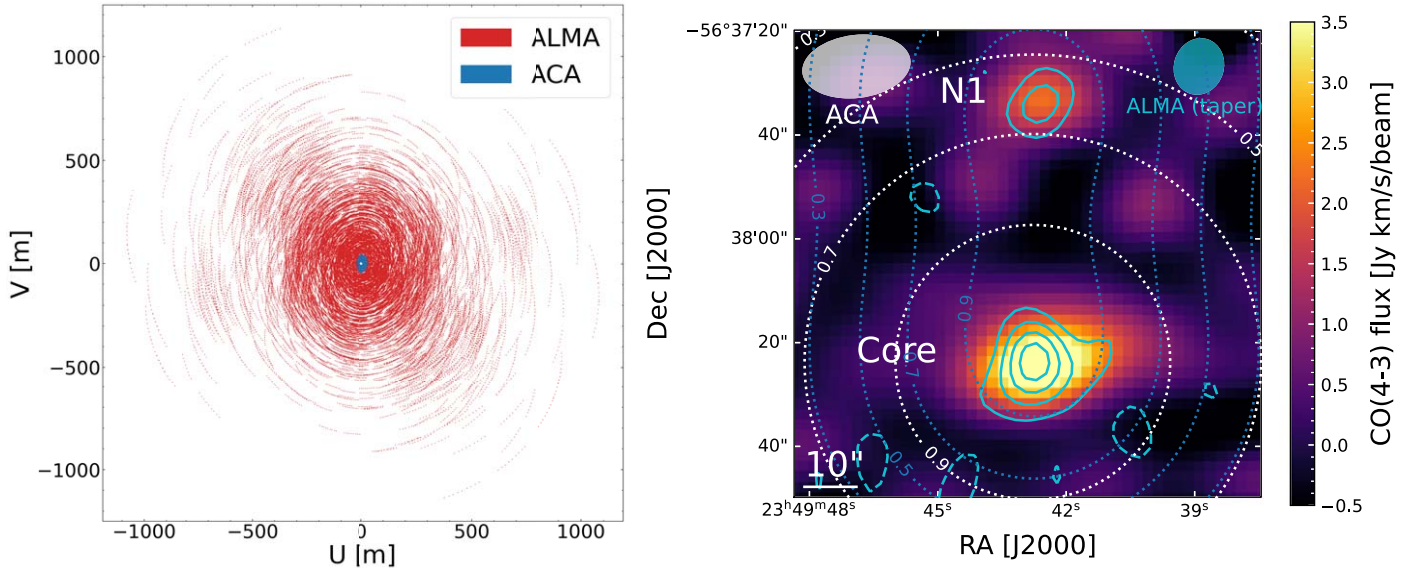 ALMA
ACA
1000
500
0
−500
−1000
V [m]
−1000
−500
0
500
1000
U [m]
−56°37'20"
40"
38'00"
20"
40"
Dec [J2000]
ACA
N1
ALMA (taper)
0.5
0.5
0.3
0.7
0.9
0.7
Core
0.9
0.5
10"
23ʰ49ᵐ48ˢ
45ˢ
42ˢ
39ˢ
RA [J2000]
3.5
3.0
2.5
2.0
1.5
1.0
0.5
0.0
−0.5
CO(4-3) flux [Jy km/s/beam]